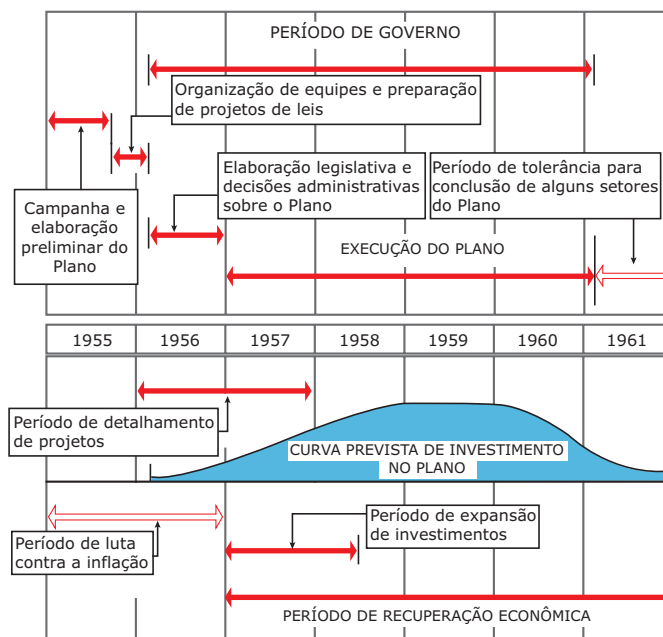 PERÍODO DE GOVERNO
Organização de equipes e preparação
de projetos de leis
Elaboração legislativa e
decisões administrativas
sobre o Plano
Período de tolerância para
conclusão de alguns setores
do Plano
Campanha e
elaboração
preliminar do
Plano
EXECUÇÃO DO PLANO
1955 1956 1957 1958 1959 1960 1961
Período de detalhamento
de projetos
CURVA PREVISTA DE INVESTIMENTO
NO PLANO
Período de luta
contra a inflação
Período de expansão
de investimentos
PERÍODO DE RECUPERAÇÃO ECONÔMICA